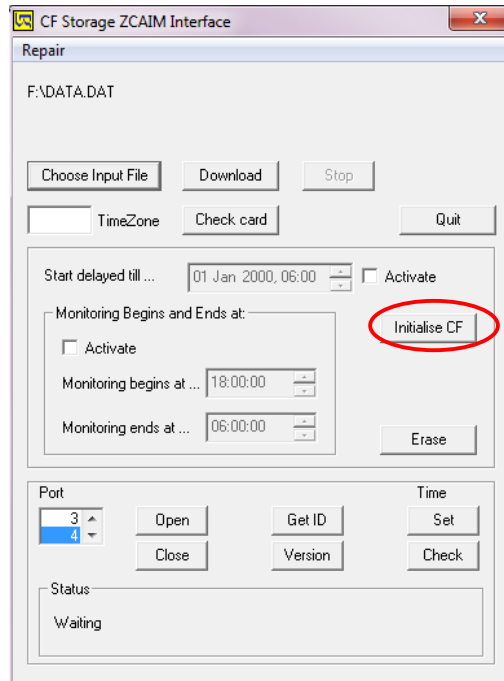 CF Storage ZCAIM Interface
Repair
F:\DATA.DAT
Choose Input File Download Stop
TimeZone Check card Quit
Start delayed till ... 01 Jan 2000, 06:00 Activate
Monitoring Begins and Ends at:
Initialise CF
Activate
Monitoring begins at ... 18:00:00
Monitoring ends at ... 06:00:00
Erase
Port Time
3
Open Get ID Set
4
Close Version Check
Status
Waiting